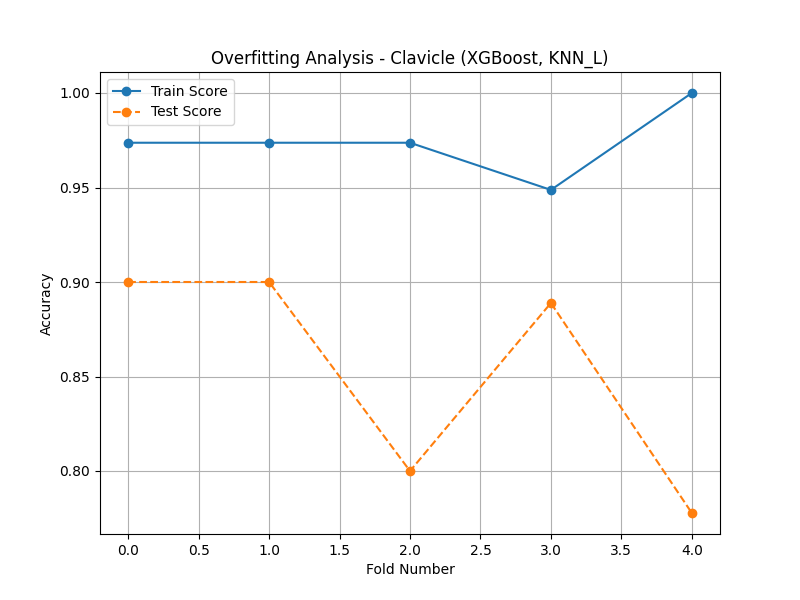 Overfitting Analysis - Clavicle (XGBoost, KNN_L)
Train Score
Test Score
1.00
0.95
0.90
0.85
0.80
Accuracy
0.0 0.5 1.0 1.5 2.0 2.5 3.0 3.5 4.0
Fold Number